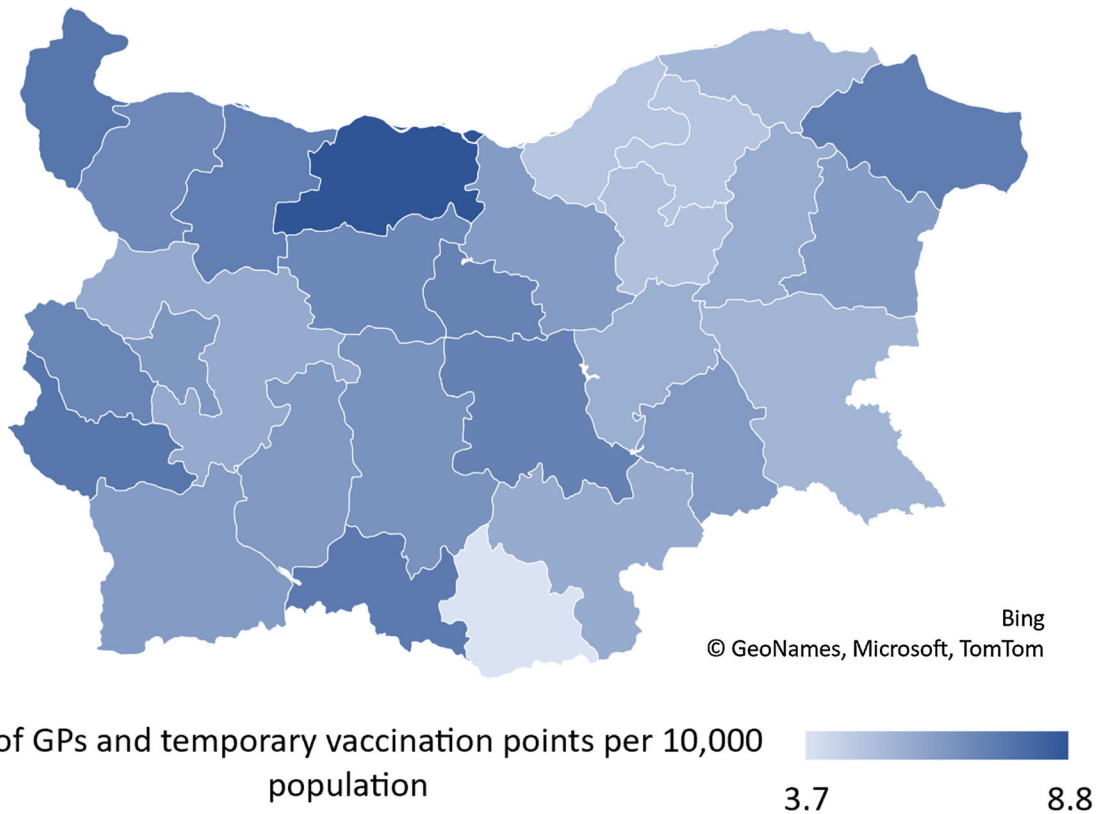 Bing
© GeoNames, Microsoft, TomTom
of GPs and temporary vaccination points per 10,000
population
3.7
8.8